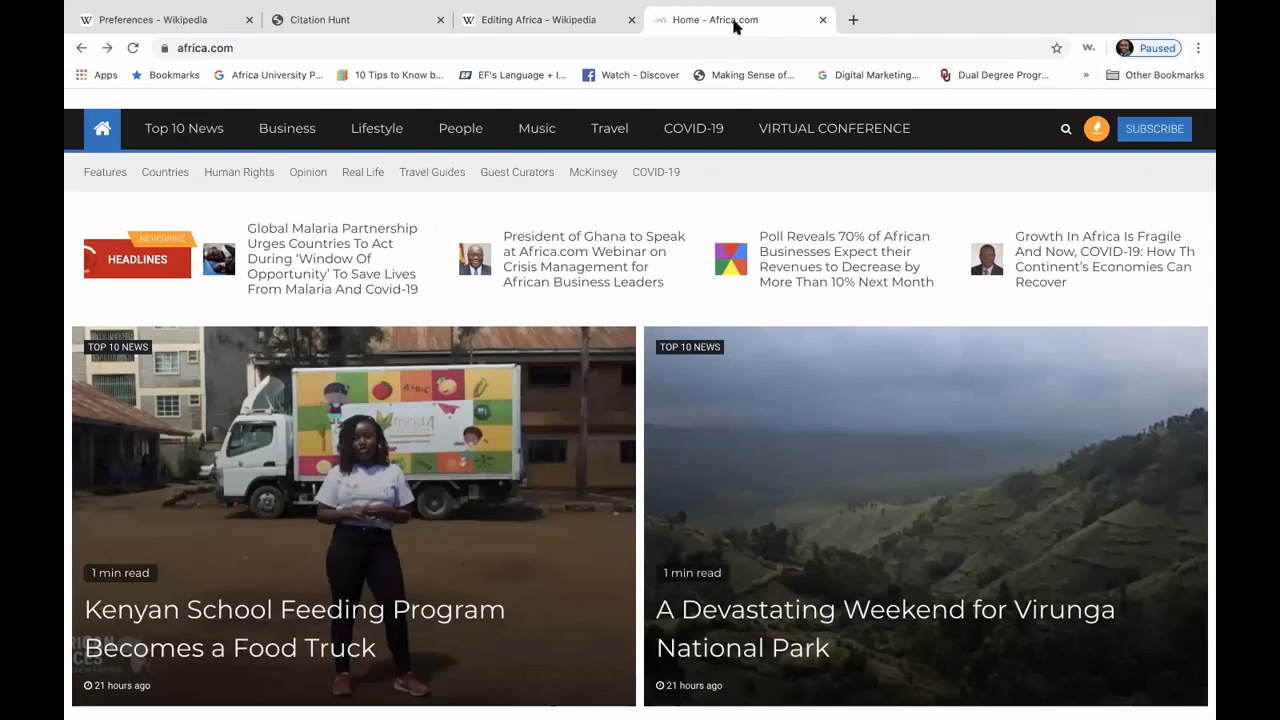 Preferences - Wikipedia
Citation Hunt
Editing Africa - Wikipedia
Home - Africa.com
africa.com
W.
Paused
Apps
Bookmarks
Africa University P...
10 Tips to Know b...
EF's Language + I...
Watch - Discover
Making Sense of...
Digital Marketing...
Dual Degree Progr...
»
Other Bookmarks
Top 10 News
Business
Lifestyle
People
Music
Travel
COVID-19
VIRTUAL CONFERENCE
SUBSCRIBE
Features
Countries
Human Rights
Opinion
Real Life
Travel Guides
Guest Curators
McKinsey
COVID-19
NEWSWIRE
HEADLINES
Global Malaria Partnership
Urges Countries To Act
During ‘Window Of
Opportunity’ To Save Lives
From Malaria And Covid-19
President of Ghana to Speak
at Africa.com Webinar on
Crisis Management for
African Business Leaders
Poll Reveals 70% of African
Businesses Expect their
Revenues to Decrease by
More Than 10% Next Month
Growth In Africa Is Fragile
And Now, COVID-19: How Th
Continent’s Economies Can
Recover
TOP 10 NEWS
1 min read
Kenyan School Feeding Program
Becomes a Food Truck
21 hours ago
TOP 10 NEWS
1 min read
A Devastating Weekend for Virunga
National Park
21 hours ago